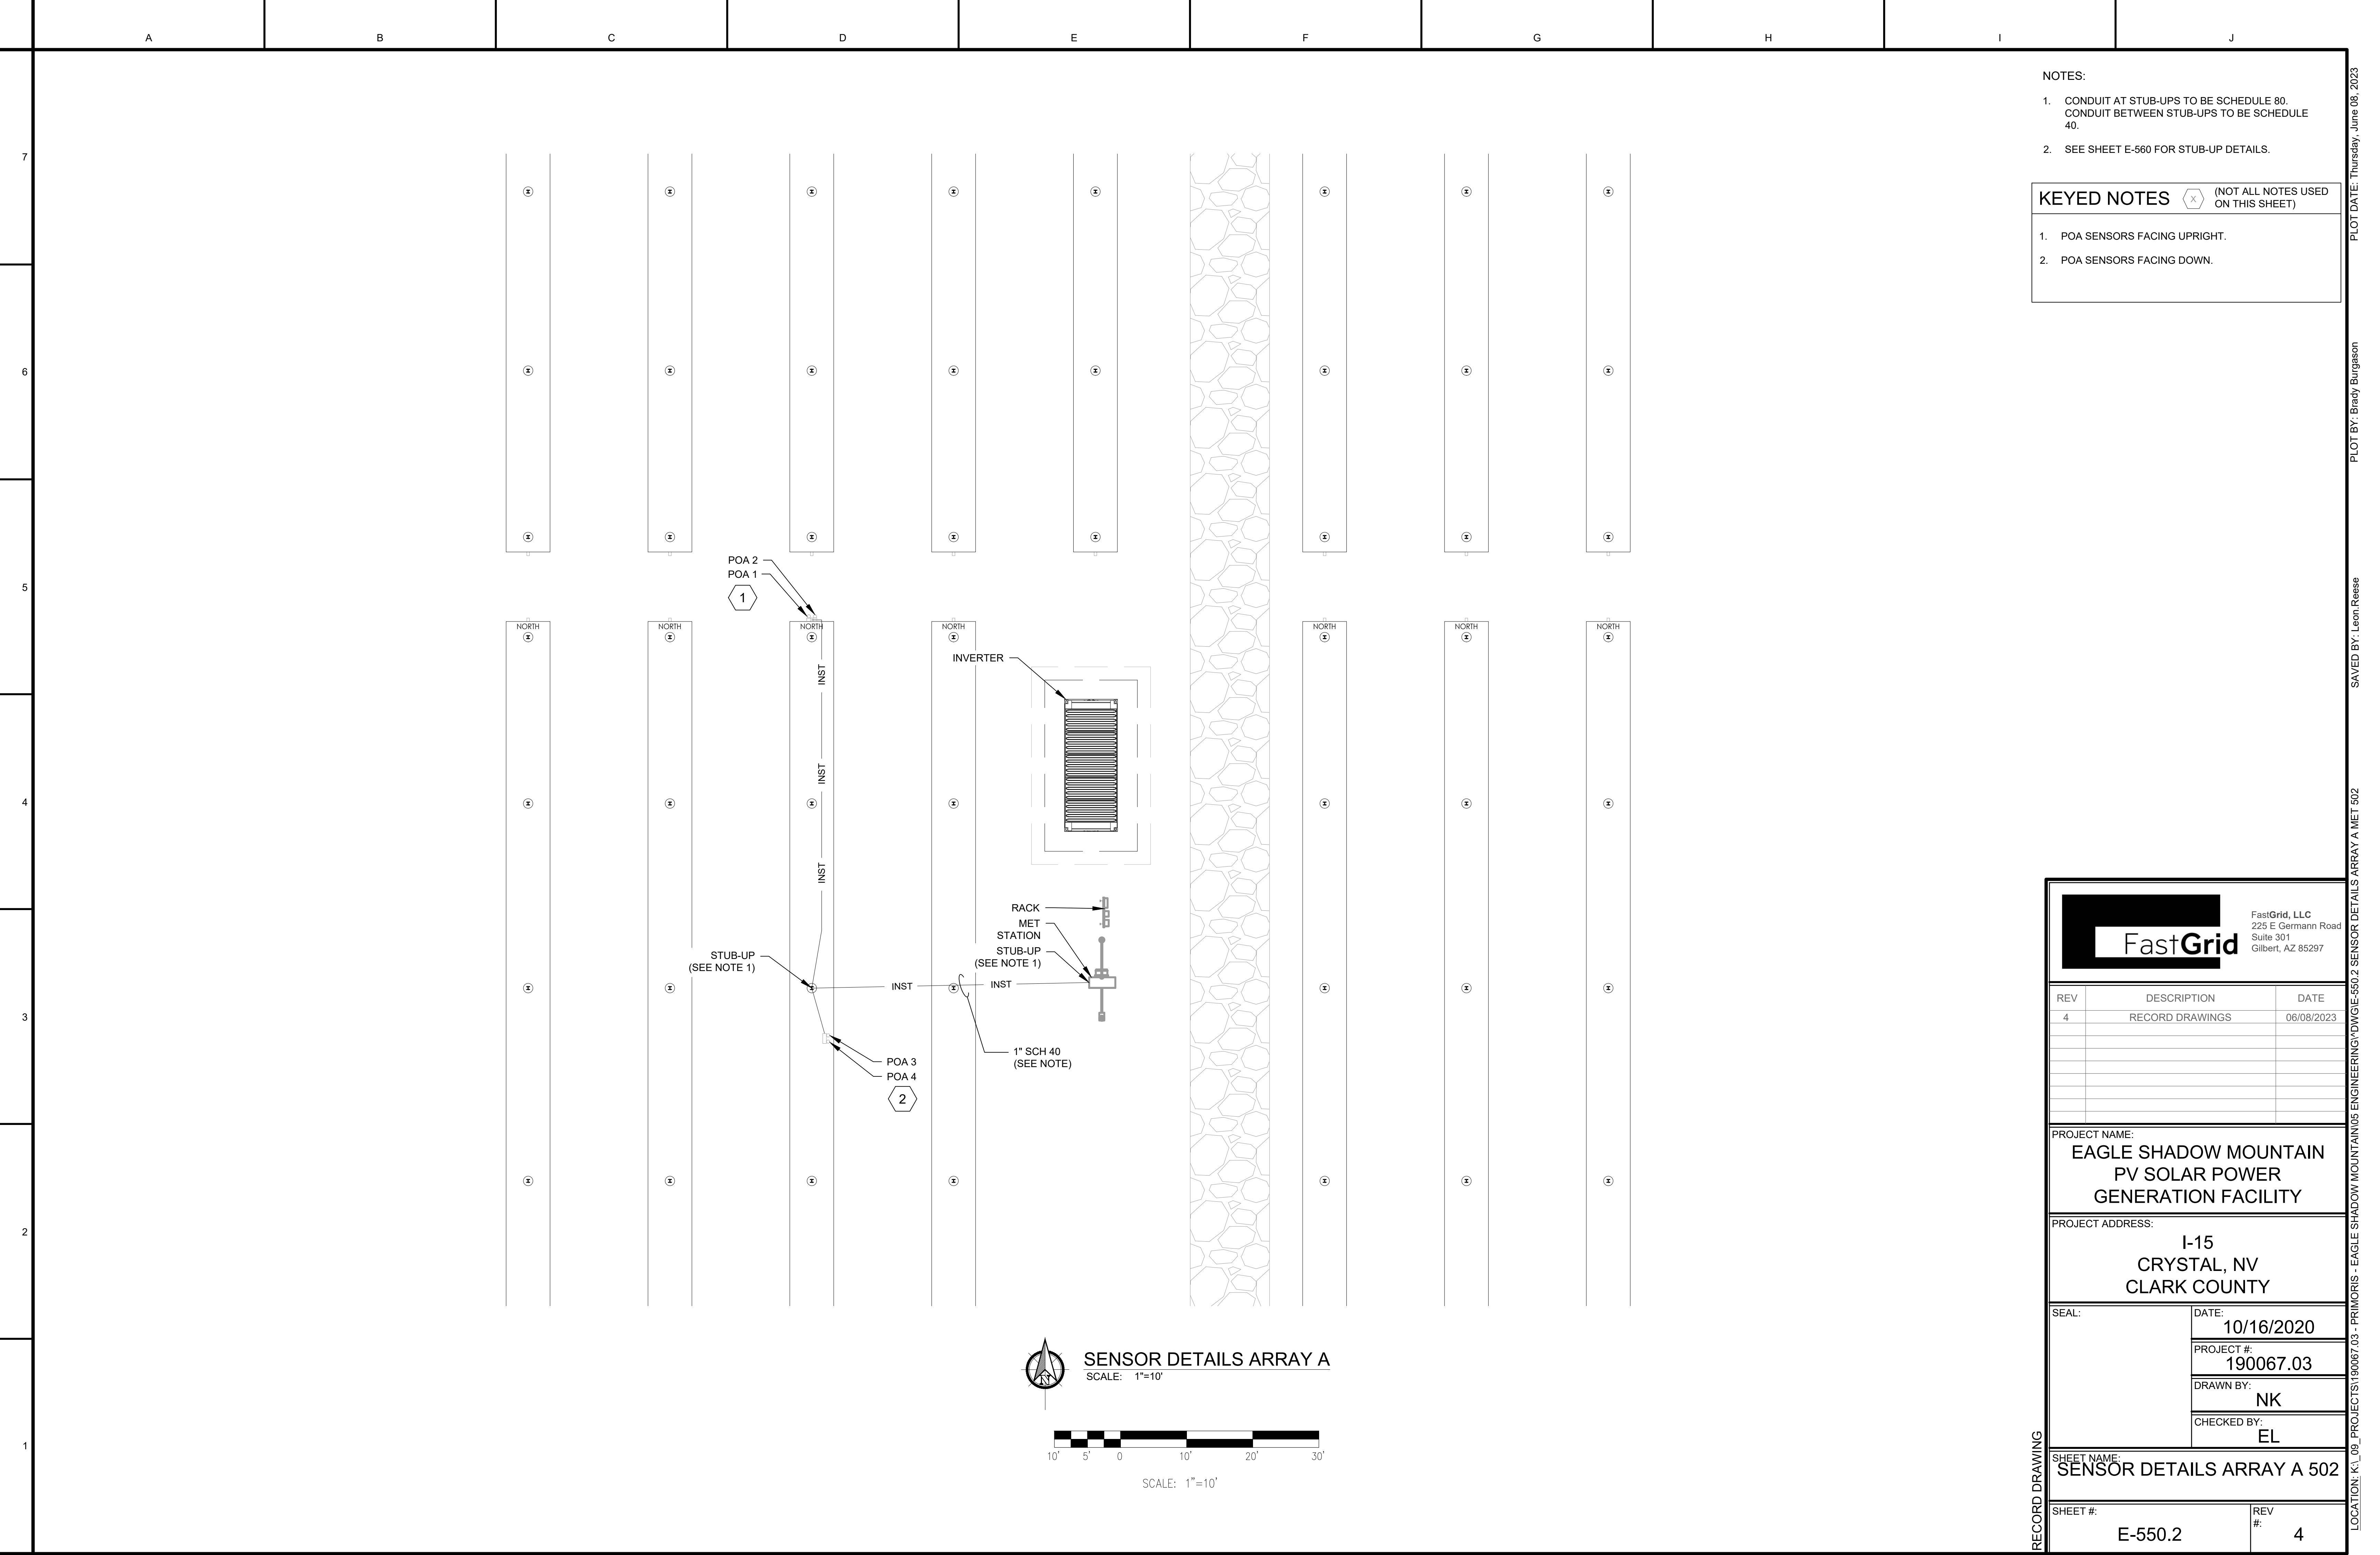 A B C D E F G H I J
7
6
5
4
3
2
1
NOTES:
1. CONDUIT AT STUB-UPS TO BE SCHEDULE 80.
CONDUIT BETWEEN STUB-UPS TO BE SCHEDULE
40.
2. SEE SHEET E-560 FOR STUB-UP DETAILS.
KEYED NOTES X (NOT ALL NOTES USED
ON THIS SHEET)
1. POA SENSORS FACING UPRIGHT.
2. POA SENSORS FACING DOWN.
POA 2
POA 1
1
NORTH NORTH NORTH NORTH NORTH NORTH NORTH
INST
INST
INST
INVERTER
RACK
MET
STATION
STUB-UP
(SEE NOTE 1)
STUB-UP
(SEE NOTE 1)
INST INST
POA 3
POA 4
2
1" SCH 40
(SEE NOTE)
N
SENSOR DETAILS ARRAY A
SCALE: 1"=10'
10' 5' 0 10' 20' 30'
SCALE: 1"=10'
FastGrid
FastGrid, LLC
225 E Germann Road
Suite 301
Gilbert, AZ 85297
REV DESCRIPTION DATE
4 RECORD DRAWINGS 06/08/2023
PROJECT NAME:
EAGLE SHADOW MOUNTAIN
PV SOLAR POWER
GENERATION FACILITY
PROJECT ADDRESS:
I-15
CRYSTAL, NV
CLARK COUNTY
SEAL:
DATE:
10/16/2020
PROJECT #:
190067.03
DRAWN BY:
NK
CHECKED BY:
EL
SHEET NAME:
SENSOR DETAILS ARRAY A 502
SHEET #:
E-550.2
REV
#:
4
RECORD DRAWING
LOCATION: K:\_09_PROJECTS\190067.03 - PRIMORIS - EAGLE SHADOW MOUNTAIN\05 ENGINEERING\^DWG\E-550.2 SENSOR DETAILS ARRAY A MET 502
SAVED BY: Leon.Reese
PLOT BY: Brady Burgason
PLOT DATE: Thursday, June 08, 2023